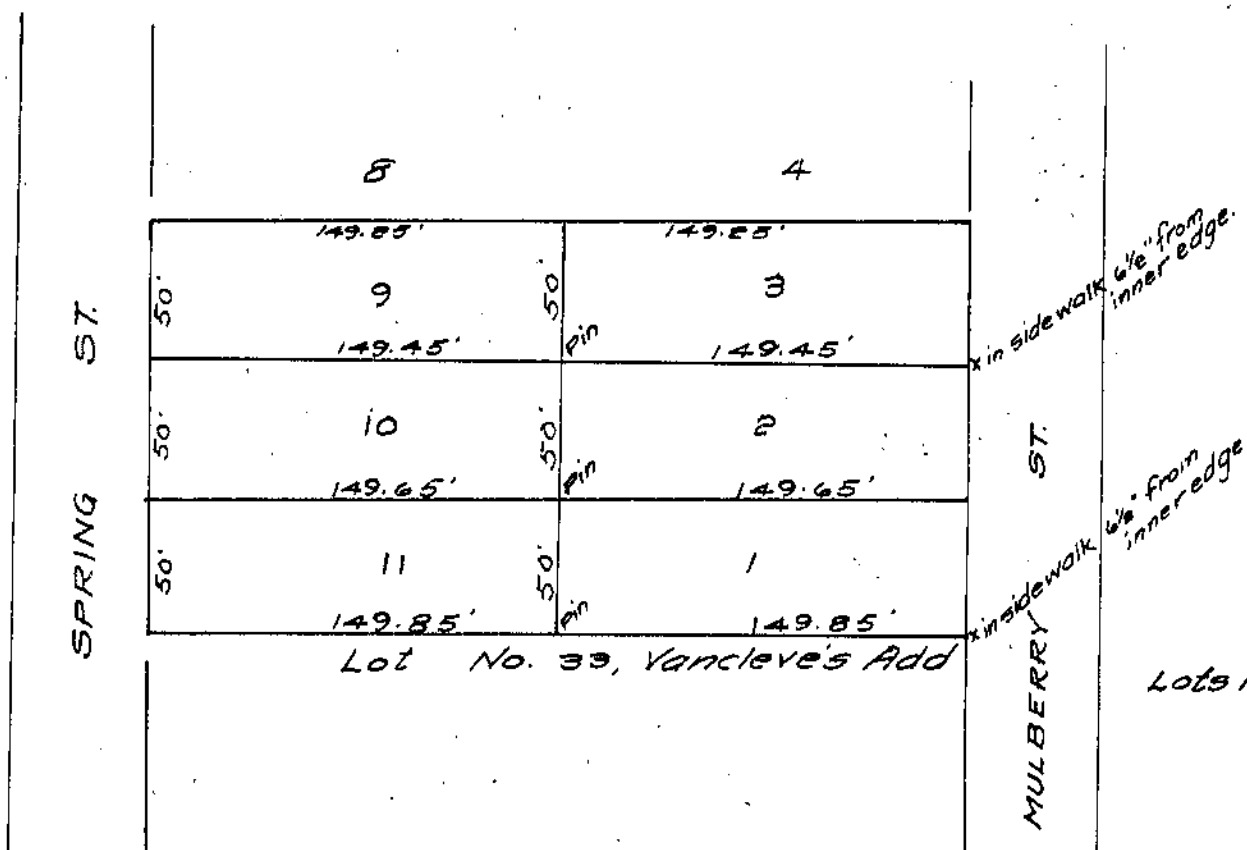 8
4
149.25'
149.25'
50'
9
50'
3
149.45'
Pin
149.45'
x in sidewalk 6½" from
inner edge.
50'
10
50'
2
149.65'
Pin
149.65'
50'
11
50'
1
149.85'
Pin
149.85'
x in sidewalk 6½" from
inner edge
Lot No. 33, Vancleve's Add
SPRING ST.
MULBERRY ST.
Lots